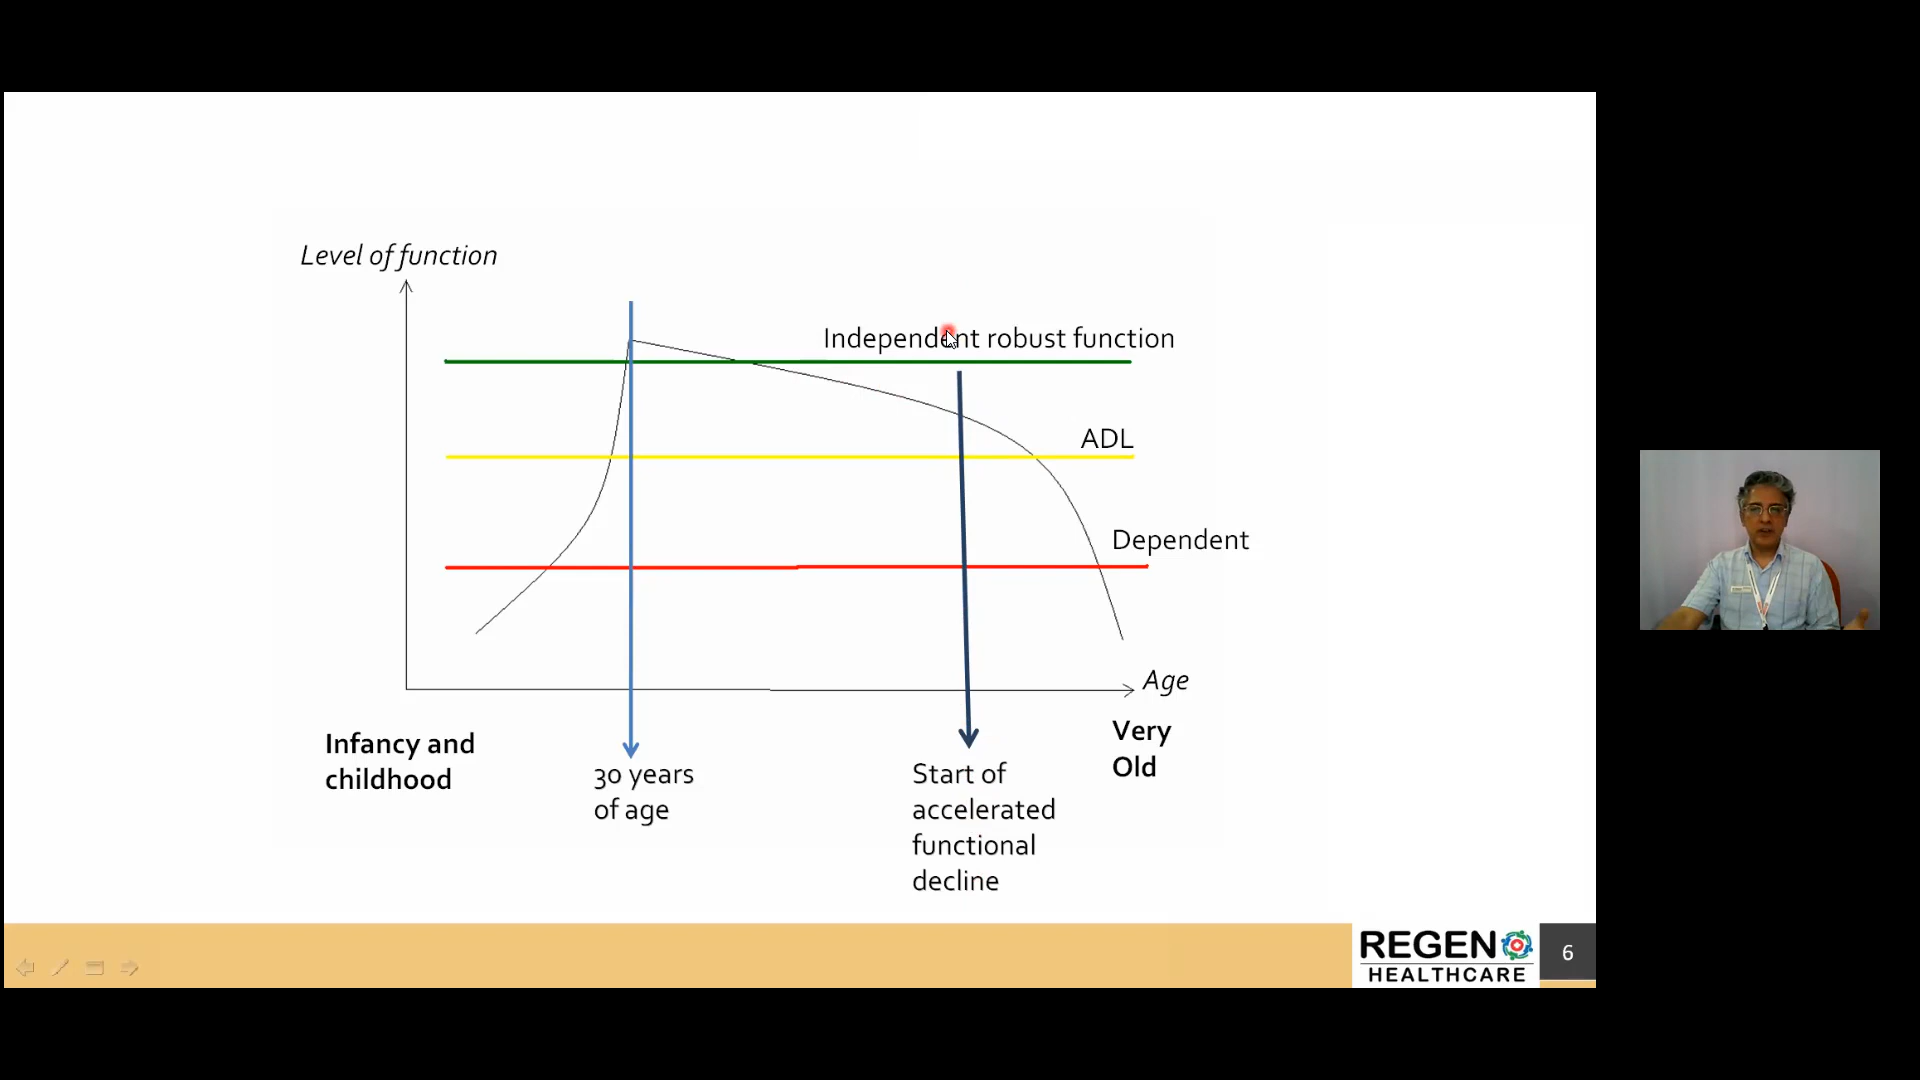 Level of function
Independent robust function
ADL
Dependent
Age
Infancy and
childhood
30 years
of age
Start of
accelerated
functional
decline
Very
Old
REGEN
HEALTHCARE
6